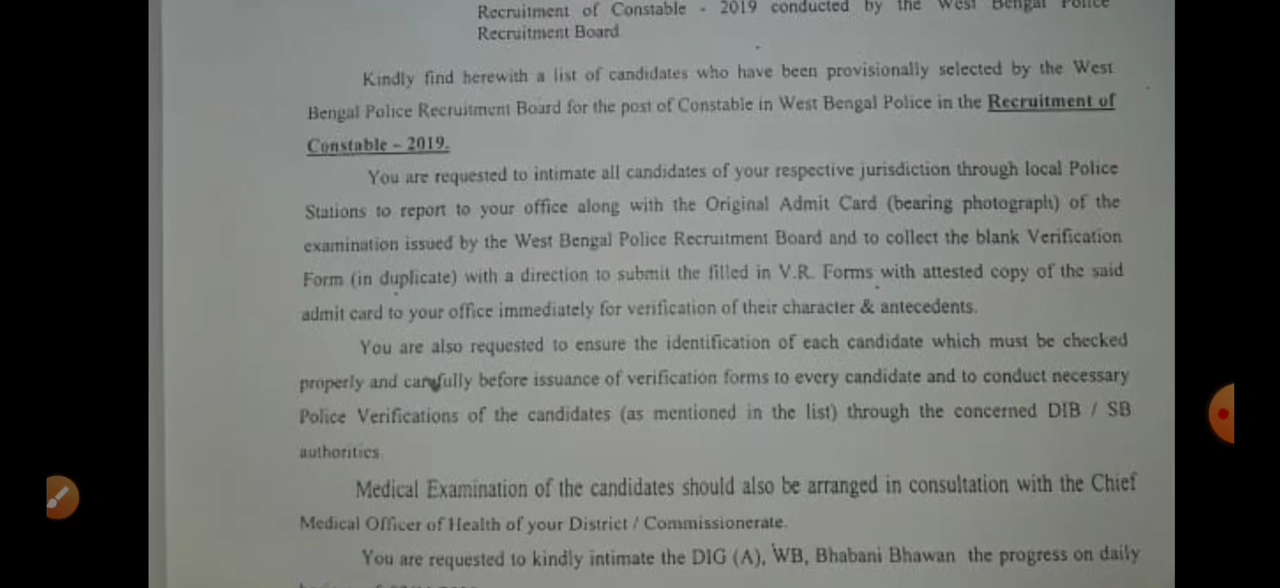 Recruitment of Constable - 2019 conducted by the West Bengal Police
Recruitment Board
Kindly find herewith a list of candidates who have been provisionally selected by the West
Bengal Police Recruitment Board for the post of Constable in West Bengal Police in the Recruitment of
Constable – 2019.
You are requested to intimate all candidates of your respective jurisdiction through local Police
Stations to report to your office along with the Original Admit Card (bearing photograph) of the
examination issued by the West Bengal Police Recruitment Board and to collect the blank Verification
Form (in duplicate) with a direction to submit the filled in V.R. Forms with attested copy of the said
admit card to your office immediately for verification of their character & antecedents.
You are also requested to ensure the identification of each candidate which must be checked
properly and carefully before issuance of verification forms to every candidate and to conduct necessary
Police Verifications of the candidates (as mentioned in the list) through the concerned DIB / SB
authorities
Medical Examination of the candidates should also be arranged in consultation with the Chief
Medical Officer of Health of your District / Commissionerate.
You are requested to kindly intimate the DIG (A), WB, Bhabani Bhawan the progress on daily